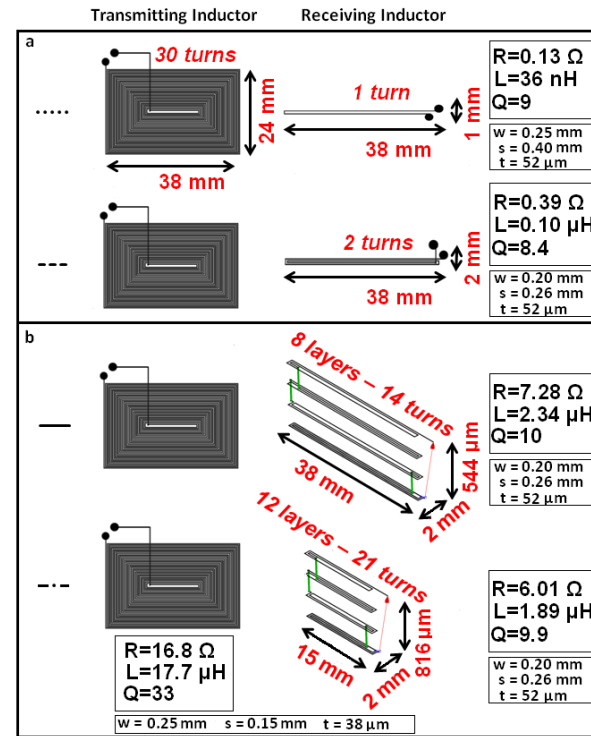 Transmitting Inductor Receiving Inductor
a
30 turns
24 mm
38 mm
1 turn
1 mm
38 mm
R=0.13 Ω
L=36 nH
Q=9
w = 0.25 mm
s = 0.40 mm
t = 52 μm
2 turns
2 mm
38 mm
R=0.39 Ω
L=0.10 μH
Q=8.4
w = 0.20 mm
s = 0.26 mm
t = 52 μm
b
8 layers – 14 turns
38 mm
2 mm
544 μm
R=7.28 Ω
L=2.34 μH
Q=10
w = 0.20 mm
s = 0.26 mm
t = 52 μm
12 layers – 21 turns
15 mm
2 mm
816 μm
R=6.01 Ω
L=1.89 μH
Q=9.9
w = 0.20 mm
s = 0.26 mm
t = 52 μm
R=16.8 Ω
L=17.7 μH
Q=33
w = 0.25 mm s = 0.15 mm t = 38 μm